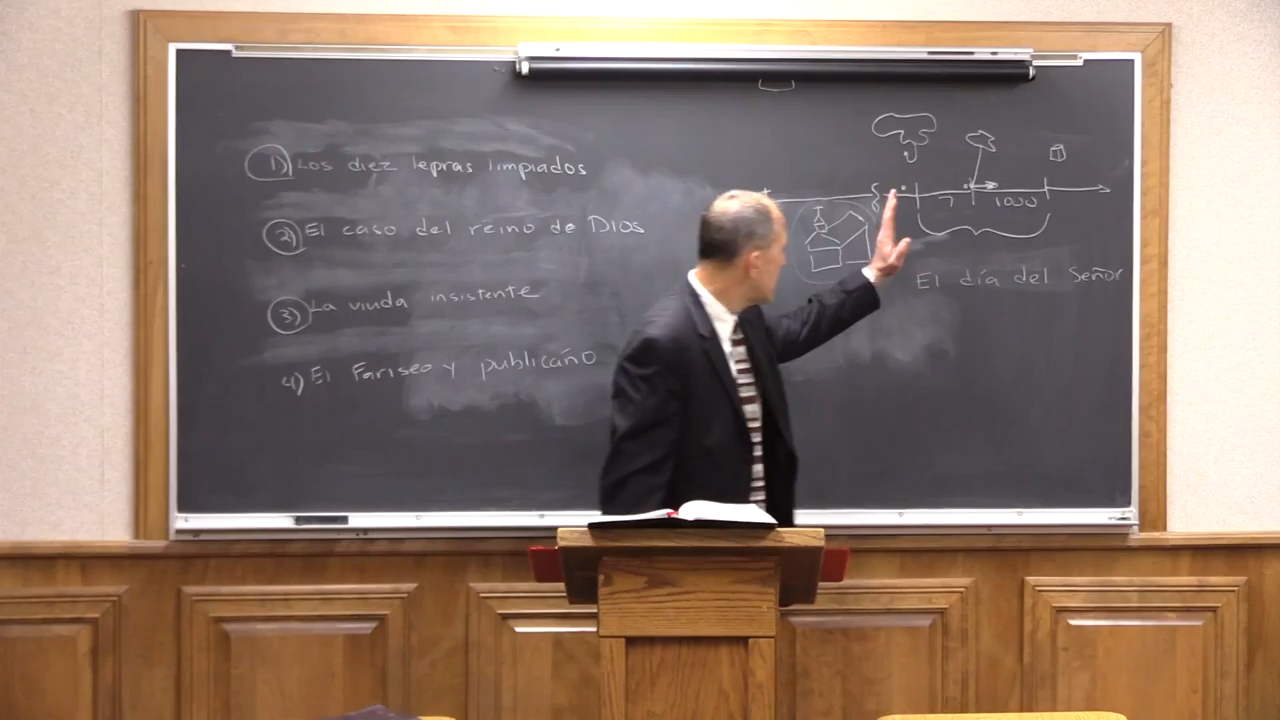 1) Los diez lepras limpiados
2) El caso del reino de Dios
3) La viuda insistente
4) El Fariseo y publicano
7 1000
El día del Señor